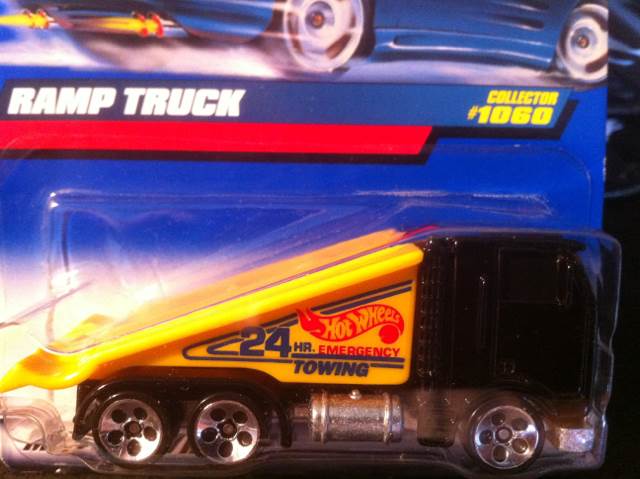 RAMP TRUCK
COLLECTOR
#1060
HOT WHEELS
24 HR. EMERGENCY
TOWING